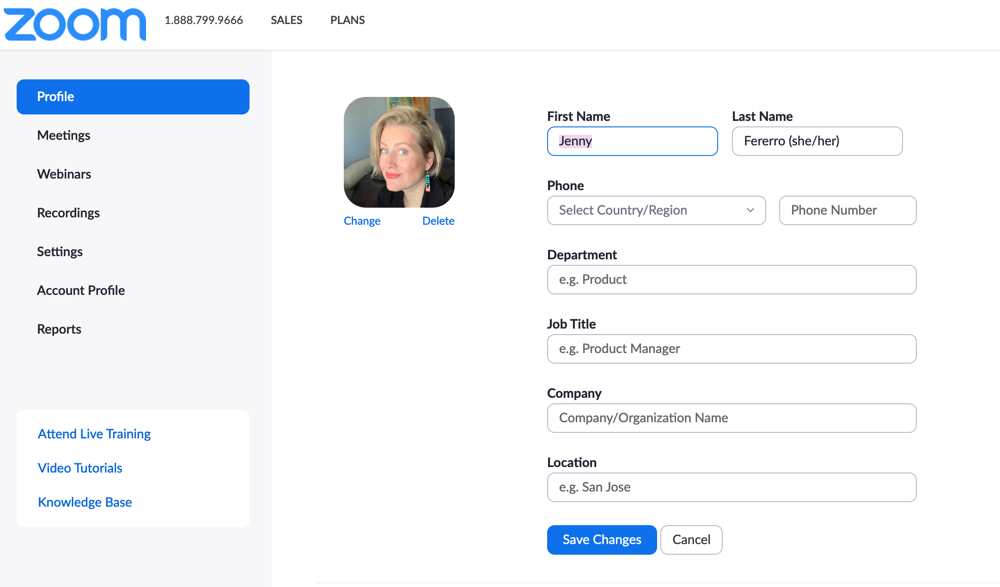 zoom 1.888.799.9666 SALES PLANS
Profile
Meetings
Webinars
Recordings
Settings
Account Profile
Reports
Attend Live Training
Video Tutorials
Knowledge Base
Change Delete
First Name Last Name
Jenny Fererro (she/her)
Phone
Select Country/Region Phone Number
Department
e.g. Product
Job Title
e.g. Product Manager
Company
Company/Organization Name
Location
e.g. San Jose
Save Changes Cancel